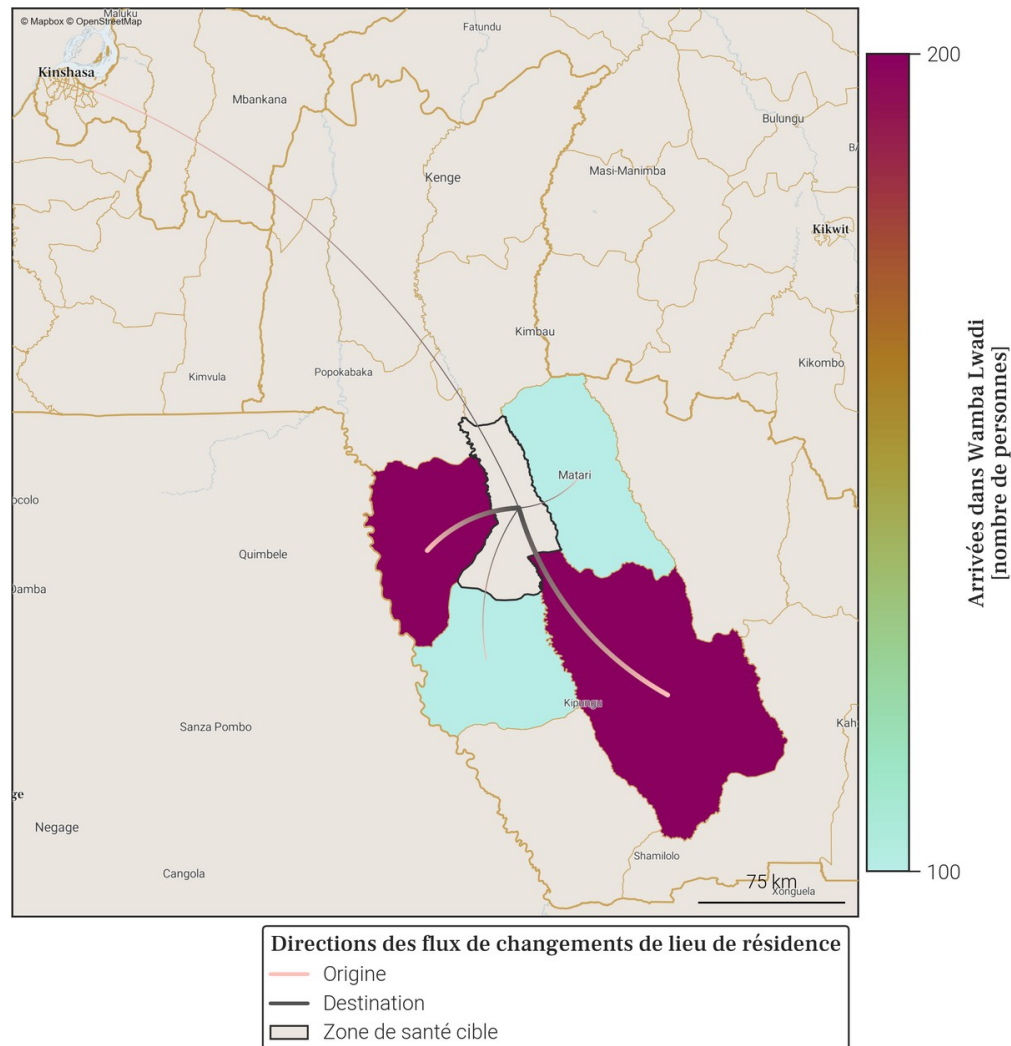 © Mapbox © OpenStreetMap
Maluku
Fatundu
Kinshasa
Mbankana
Bulungu
Kenge
Masi-Manimba
Kikwit
Kimbau
Kikombo
Kimvula
Popokabaka
Matari
Quimbele
Sanza Pombo
Kipungu
Kah
Negage
Shamilolo
Cangola
75 km
Xonguela
200
100
Arrivées dans Wamba Lwadi
[nombre de personnes]
Directions des flux de changements de lieu de résidence
Origine
Destination
Zone de santé cible